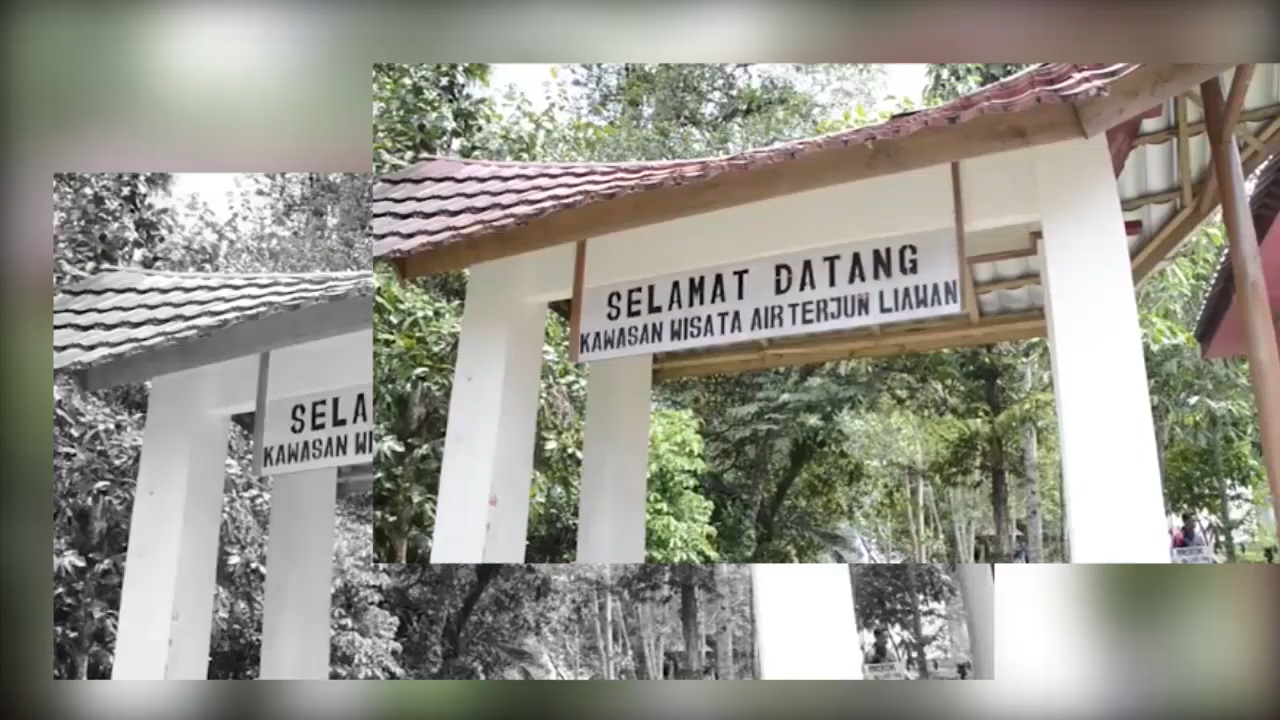 SELAMAT DATANG
KAWASAN WISATA AIR TERJUN LIAWAN
SELA
KAWASAN WI